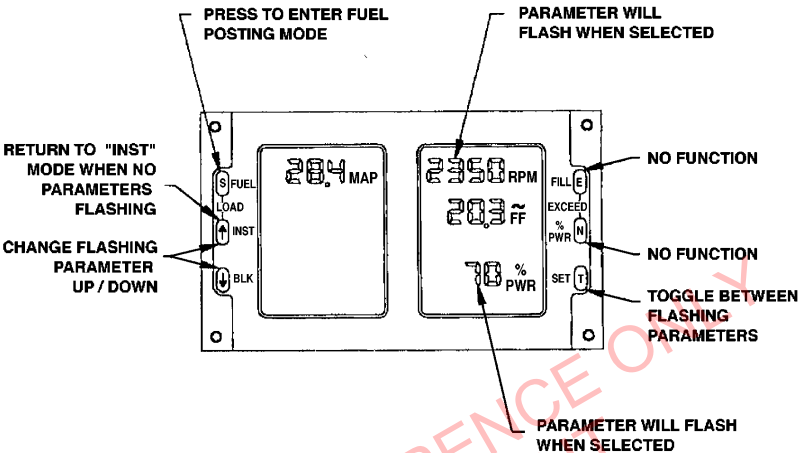 PRESS TO ENTER FUEL
POSTING MODE
PARAMETER WILL
FLASH WHEN SELECTED
RETURN TO "INST"
MODE WHEN NO
PARAMETERS
FLASHING
CHANGE FLASHING
PARAMETER
UP / DOWN
S FUEL
LOAD
↑ INST
↓ BLK
28.4 MAP
2350 RPM
20.3 F̃F
70 % PWR
FILL E
EXCEED
% PWR N
SET T
NO FUNCTION
NO FUNCTION
TOGGLE BETWEEN
FLASHING
PARAMETERS
PARAMETER WILL FLASH
WHEN SELECTED